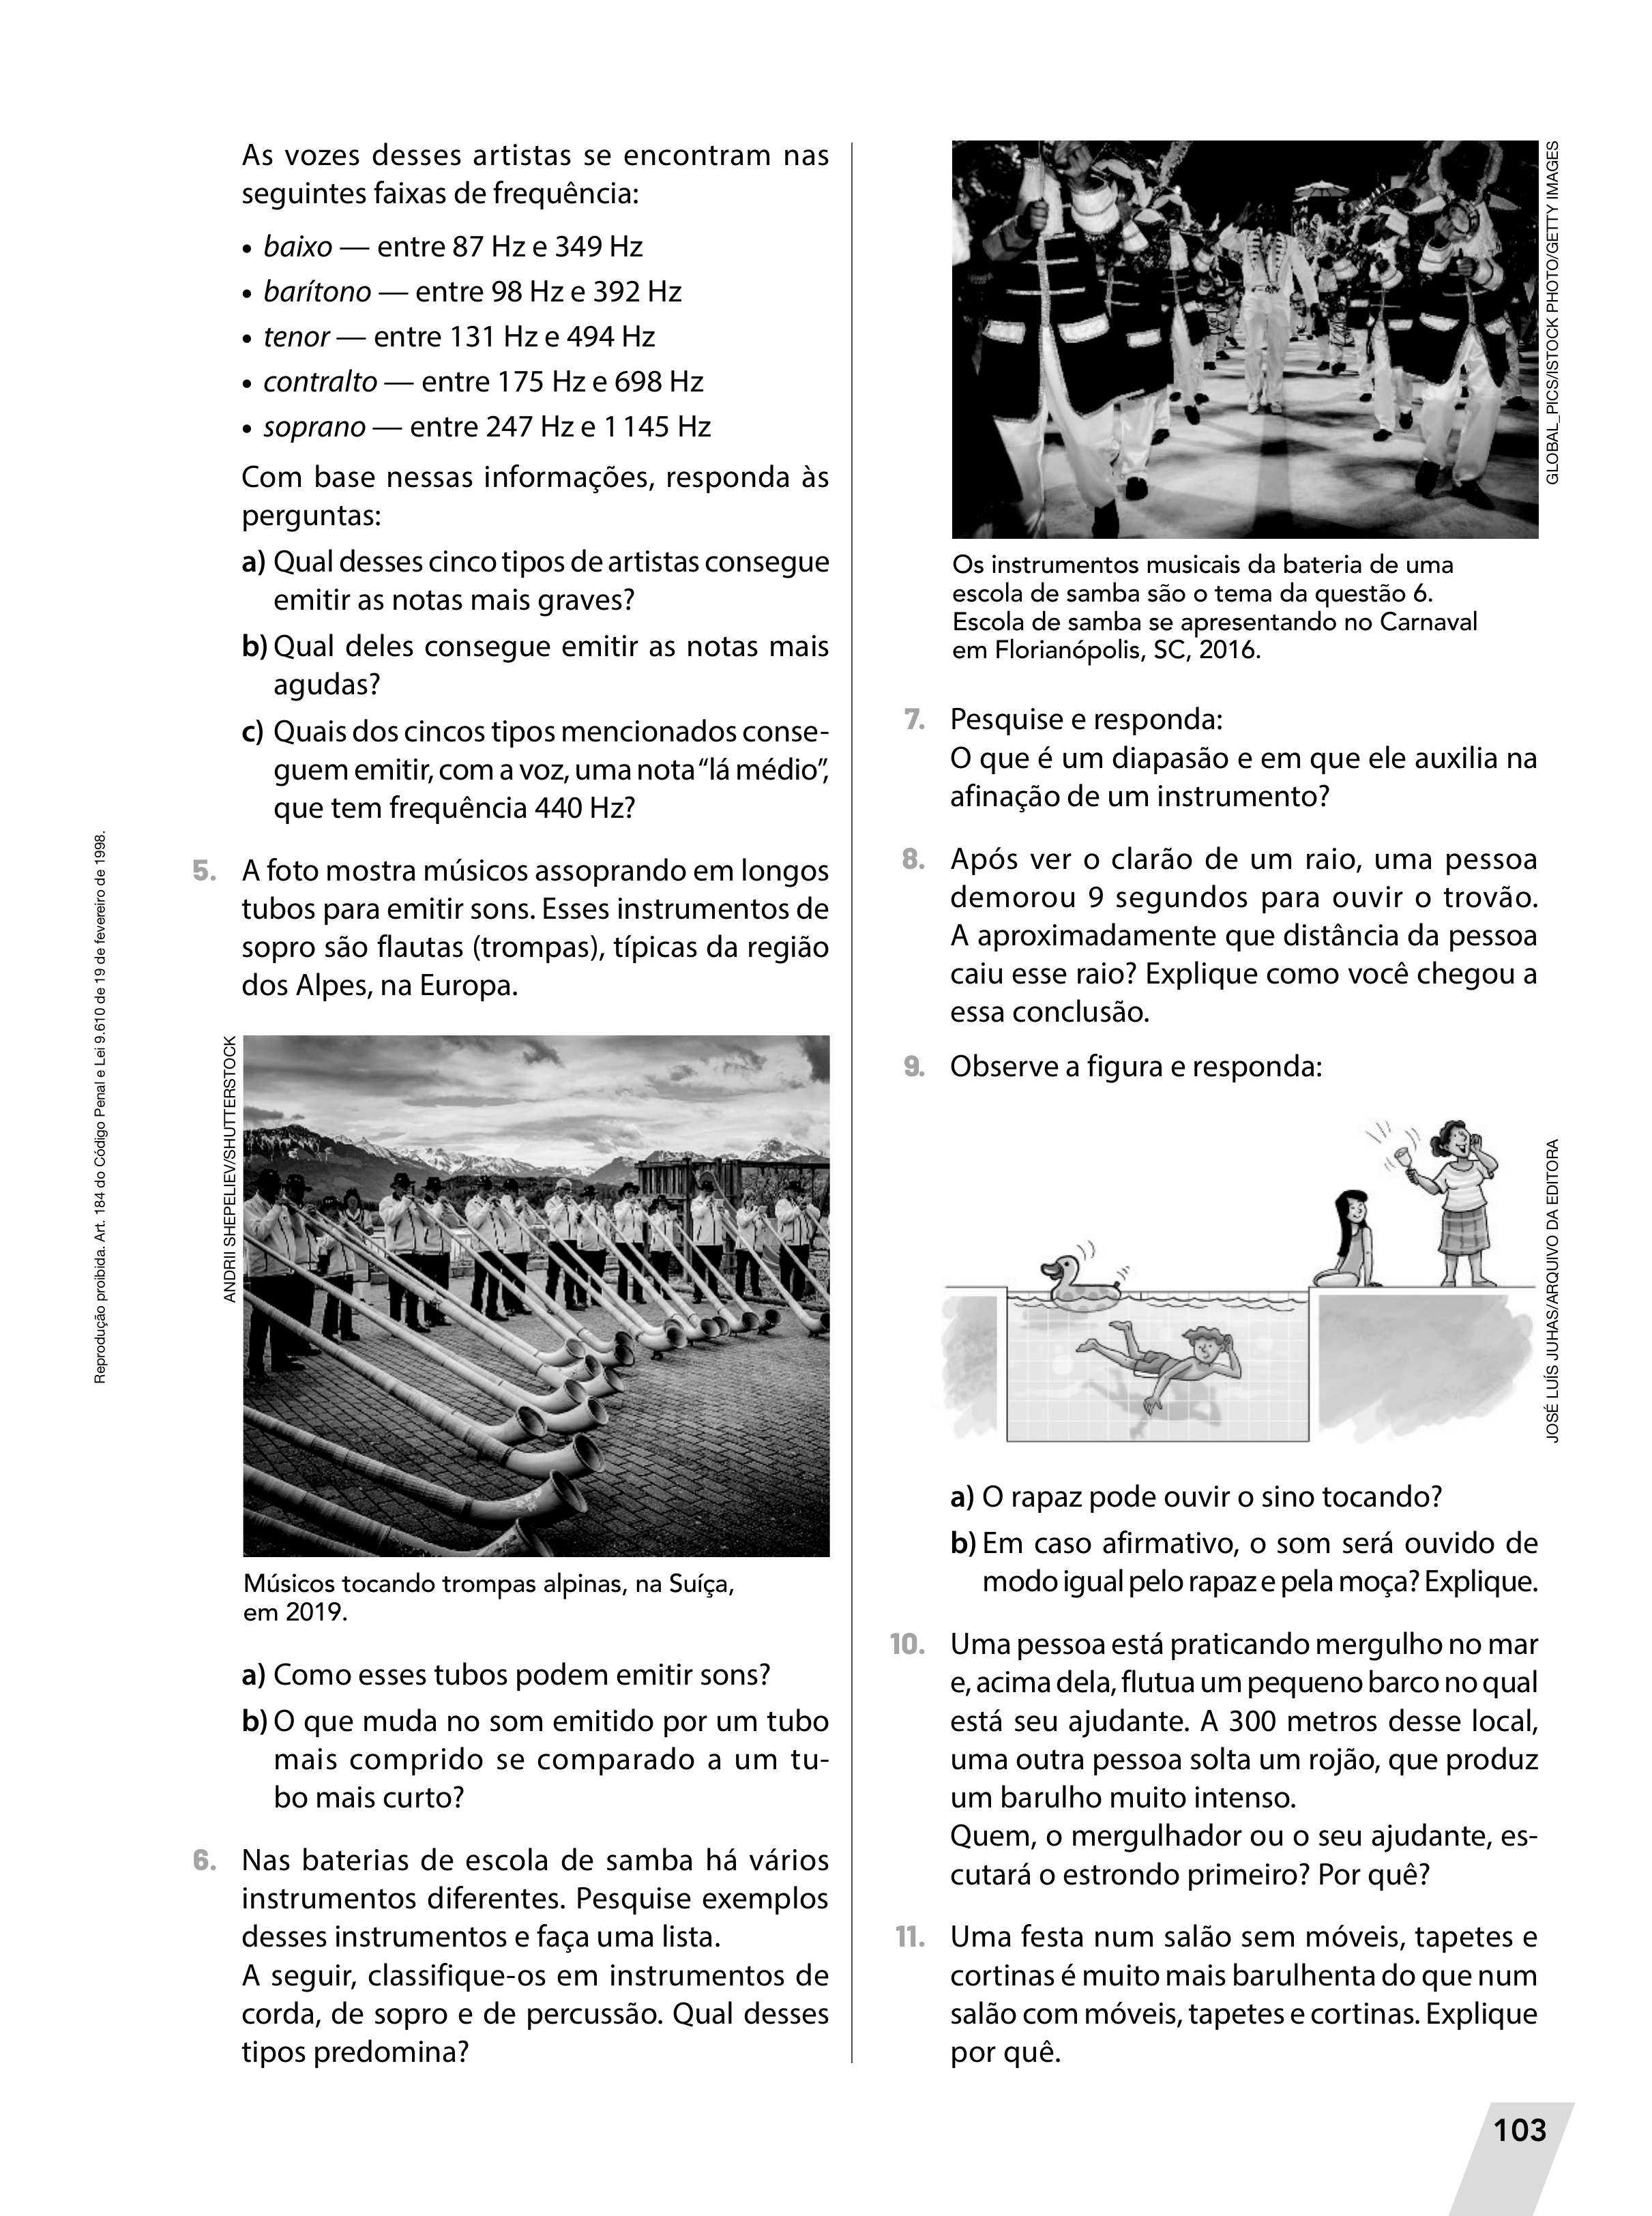 As vozes desses artistas se encontram nas
seguintes faixas de frequência:
• baixo — entre 87 Hz e 349 Hz
• barítono — entre 98 Hz e 392 Hz
• tenor — entre 131 Hz e 494 Hz
• contralto — entre 175 Hz e 698 Hz
• soprano — entre 247 Hz e 1 145 Hz
Com base nessas informações, responda às
perguntas:
a) Qual desses cinco tipos de artistas consegue
emitir as notas mais graves?
b) Qual deles consegue emitir as notas mais
agudas?
c) Quais dos cincos tipos mencionados conse-
guem emitir, com a voz, uma nota “lá médio”,
que tem frequência 440 Hz?
5. A foto mostra músicos assoprando em longos
tubos para emitir sons. Esses instrumentos de
sopro são flautas (trompas), típicas da região
dos Alpes, na Europa.
ANDRII SHEPELIEV/SHUTTERSTOCK
Músicos tocando trompas alpinas, na Suíça,
em 2019.
a) Como esses tubos podem emitir sons?
b) O que muda no som emitido por um tubo
mais comprido se comparado a um tu-
bo mais curto?
6. Nas baterias de escola de samba há vários
instrumentos diferentes. Pesquise exemplos
desses instrumentos e faça uma lista.
A seguir, classifique-os em instrumentos de
corda, de sopro e de percussão. Qual desses
tipos predomina?
Reprodução proibida. Art. 184 do Código Penal e Lei 9.610 de 19 de fevereiro de 1998.
GLOBAL_PICS/ISTOCK PHOTO/GETTY IMAGES
Os instrumentos musicais da bateria de uma
escola de samba são o tema da questão 6.
Escola de samba se apresentando no Carnaval
em Florianópolis, SC, 2016.
7. Pesquise e responda:
O que é um diapasão e em que ele auxilia na
afinação de um instrumento?
8. Após ver o clarão de um raio, uma pessoa
demorou 9 segundos para ouvir o trovão.
A aproximadamente que distância da pessoa
caiu esse raio? Explique como você chegou a
essa conclusão.
9. Observe a figura e responda:
JOSÉ LUÍS JUHAS/ARQUIVO DA EDITORA
a) O rapaz pode ouvir o sino tocando?
b) Em caso afirmativo, o som será ouvido de
modo igual pelo rapaz e pela moça? Explique.
10. Uma pessoa está praticando mergulho no mar
e, acima dela, flutua um pequeno barco no qual
está seu ajudante. A 300 metros desse local,
uma outra pessoa solta um rojão, que produz
um barulho muito intenso.
Quem, o mergulhador ou o seu ajudante, es-
cutará o estrondo primeiro? Por quê?
11. Uma festa num salão sem móveis, tapetes e
cortinas é muito mais barulhenta do que num
salão com móveis, tapetes e cortinas. Explique
por quê.
103